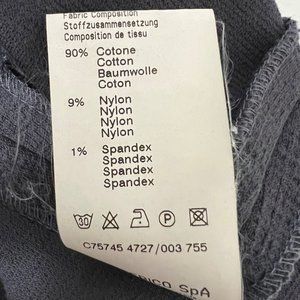 Fabric Composition
Stoffzusammensetzung
Composition de tissu
90% Cotone
Cotton
Baumwolle
Coton
9% Nylon
Nylon
Nylon
Nylon
1% Spandex
Spandex
Spandex
Spandex
30 P
C75745 4727/003 755
RICO SpA